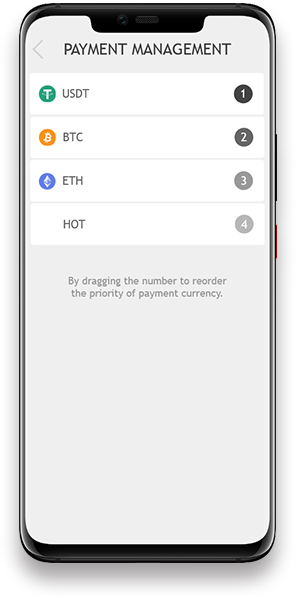 PAYMENT MANAGEMENT
USDT 1
BTC 2
ETH 3
HOT 4
By dragging the number to reorder
the priority of payment currency.